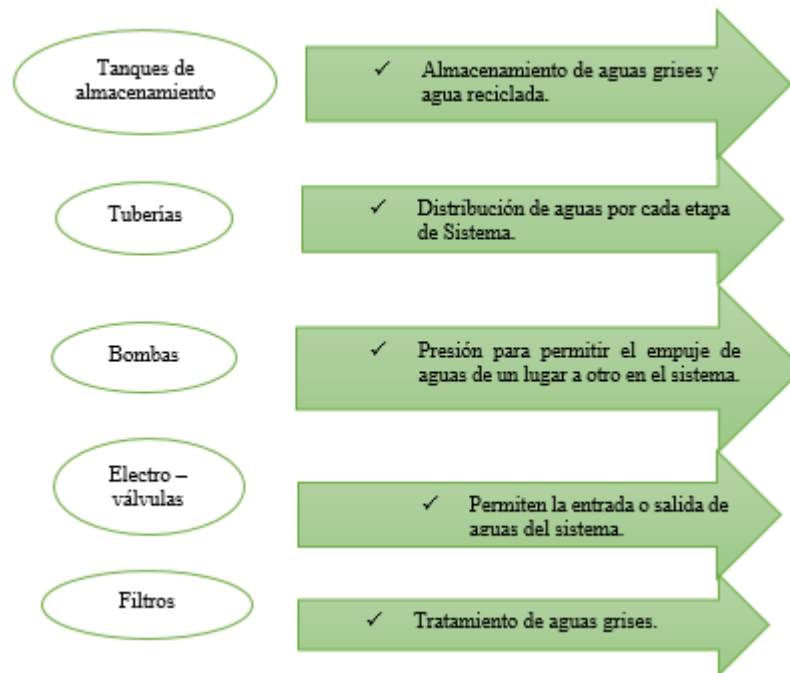 Tanques de
almacenamiento
✓ Almacenamiento de aguas grises y
agua reciclada.
Tuberías
✓ Distribución de aguas por cada etapa
de Sistema.
Bombas
✓ Presión para permitir el empuje de
aguas de un lugar a otro en el sistema.
Electro –
válvulas
✓ Permiten la entrada o salida de
aguas del sistema.
Filtros
✓ Tratamiento de aguas grises.